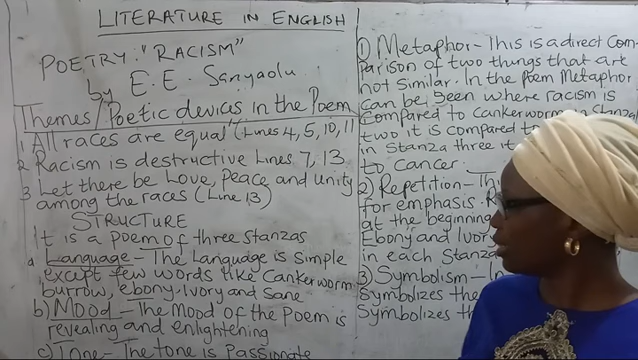 LITERATURE IN ENGLISH
POETRY: "RACISM"
by E. E. Sanyaolu
Themes/Poetic devices in the Poem
1 All races are equal (Lines 4, 5, 10, 11
2 Racism is destructive Lines 7, 13
3 Let there be Love, Peace and Unity
among the races (Line 13)
STRUCTURE
It is a poem of three Stanzas
a Language - The Language is Simple
except few words like Cankerworm
burrow, ebony, Ivory and Sane
b) Mood - The Mood of the Poem is
revealing and enlightening
c) Tone - The tone is Passionate
① Metaphor - This is a direct Com-
parison of two things that are
not Similar. In the Poem Metaphor
can be seen where racism is
Compared to Cankerworm in Stanza
two it is compared to
in Stanza three it
to Cancer.
2) Repetition -
for emphasis.
at the beginning
Ebony and Ivory
in each Stanza
3) Symbolism - In
Symbolizes the
Symbolizes th